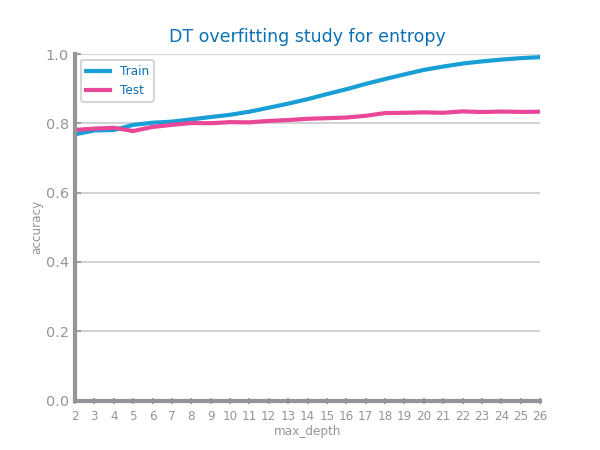 DT overfitting study for entropy
Train
Test
1.0
0.8
0.6
0.4
0.2
0.0
accuracy
2 3 4 5 6 7 8 9 10 11 12 13 14 15 16 17 18 19 20 21 22 23 24 25 26
max_depth